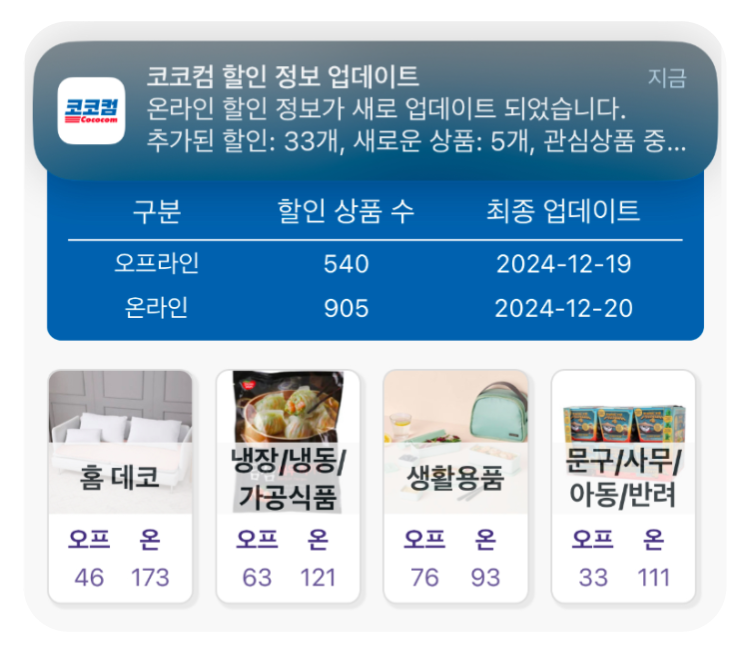 코코컴 할인 정보 업데이트 지금
코코컴
Cococom
온라인 할인 정보가 새로 업데이트 되었습니다.
추가된 할인: 33개, 새로운 상품: 5개, 관심상품 중...
구분 할인 상품 수 최종 업데이트
오프라인 540 2024-12-19
온라인 905 2024-12-20
홈 데코
오프 온
46 173
냉장/냉동/
가공식품
오프 온
63 121
생활용품
오프 온
76 93
문구/사무/
아동/반려
오프 온
33 111